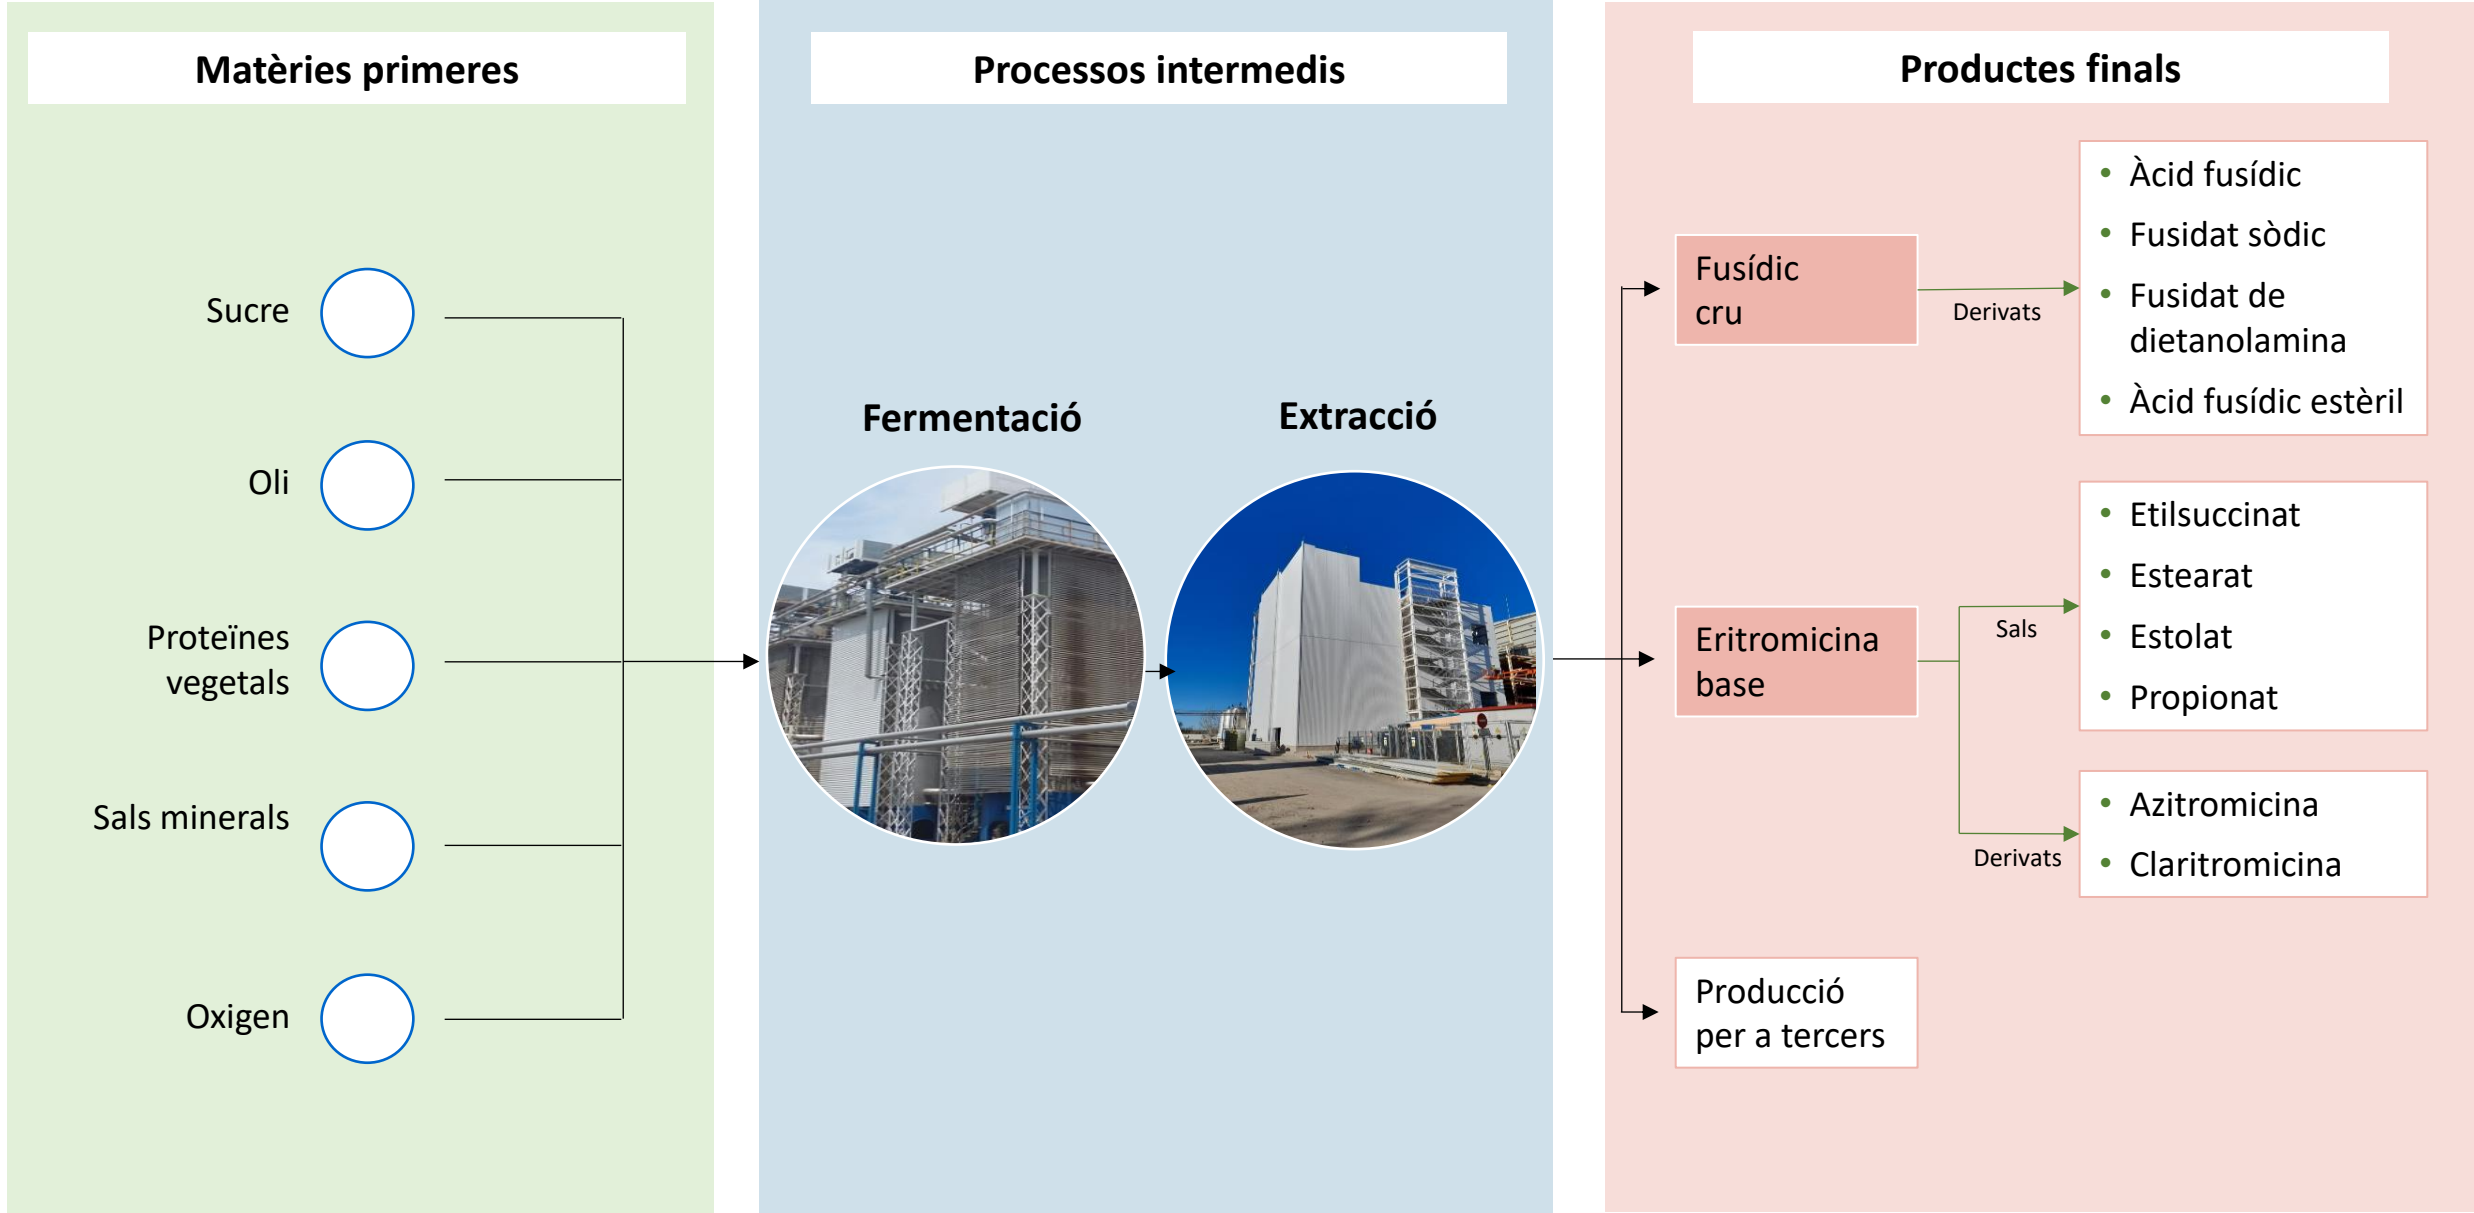 Matèries primeres
Sucre
Oli
Proteïnes
vegetals
Sals minerals
Oxigen
Processos intermedis
Fermentació
Extracció
Productes finals
Fusídic
cru
Derivats
Àcid fusídic
Fusidat sòdic
Fusidat de
dietanolamina
Àcid fusídic estèril
Eritromicina
base
Sals
Etilsuccinat
Estearat
Estolat
Propionat
Derivats
Azitromicina
Claritromicina
Producció
per a tercers